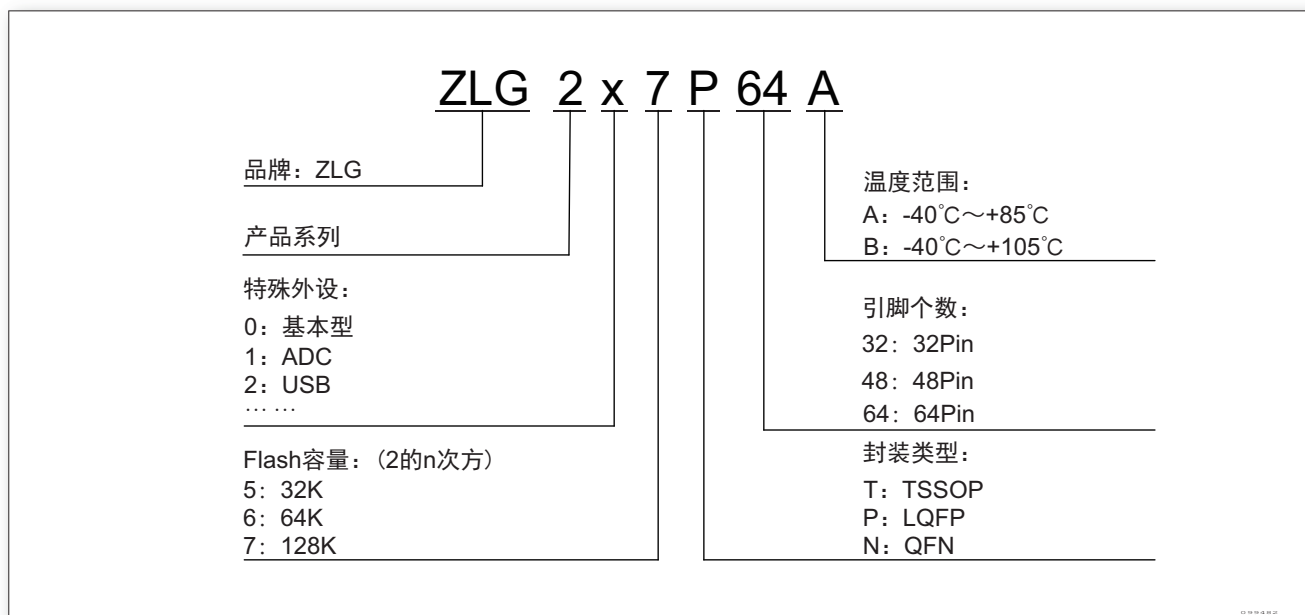 ZLG 2 x 7 P 64 A
品牌：ZLG
产品系列
特殊外设：
0：基本型
1：ADC
2：USB
… …
Flash容量：（2的n次方）
5：32K
6：64K
7：128K
温度范围：
A：-40℃～+85℃
B：-40℃～+105℃
引脚个数：
32：32Pin
48：48Pin
64：64Pin
封装类型：
T：TSSOP
P：LQFP
N：QFN